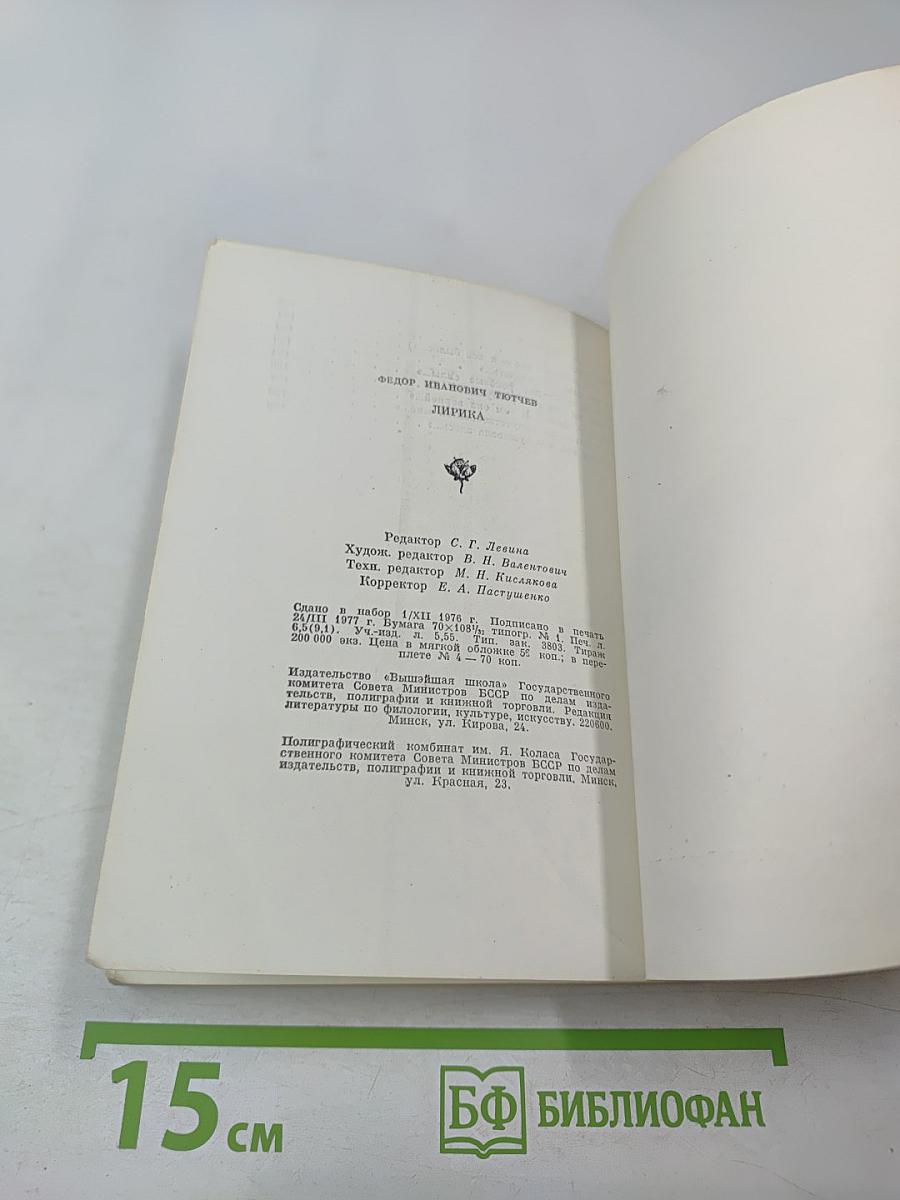 ФЕДОР ИВАНОВИЧ ТЮТЧЕВ
ЛИРИКА
Редактор С. Г. Левина
Худож. редактор В. Н. Валентович
Техн. редактор М. Н. Кислякова
Корректор Е. А. Пастушенко
Сдано в набор 1/XII 1976 г. Подписано в печать
24/III 1977 г. Бумага 70×108¹/₃₂ типогр. № 1. Печ. л.
6,5(9,1). Уч.-изд. л. 5,55. Тип. зак. 3803. Тираж
200 000 экз. Цена в мягкой обложке коп.; в пере-
плете № 4 — 70 коп.
Издательство «Вышэйшая школа» Государственного
комитета Совета Министров БССР по делам изда-
тельств, полиграфии и книжной торговли. Редакция
литературы по филологии, культуре, искусству. 220600.
Минск, ул. Кирова, 24.
Полиграфический комбинат им. Я. Коласа Государ-
ственного комитета Совета Министров БССР по делам
издательств, полиграфии и книжной торговли. Минск,
ул. Красная, 23.
15 см
БФ БИБЛИОФАН